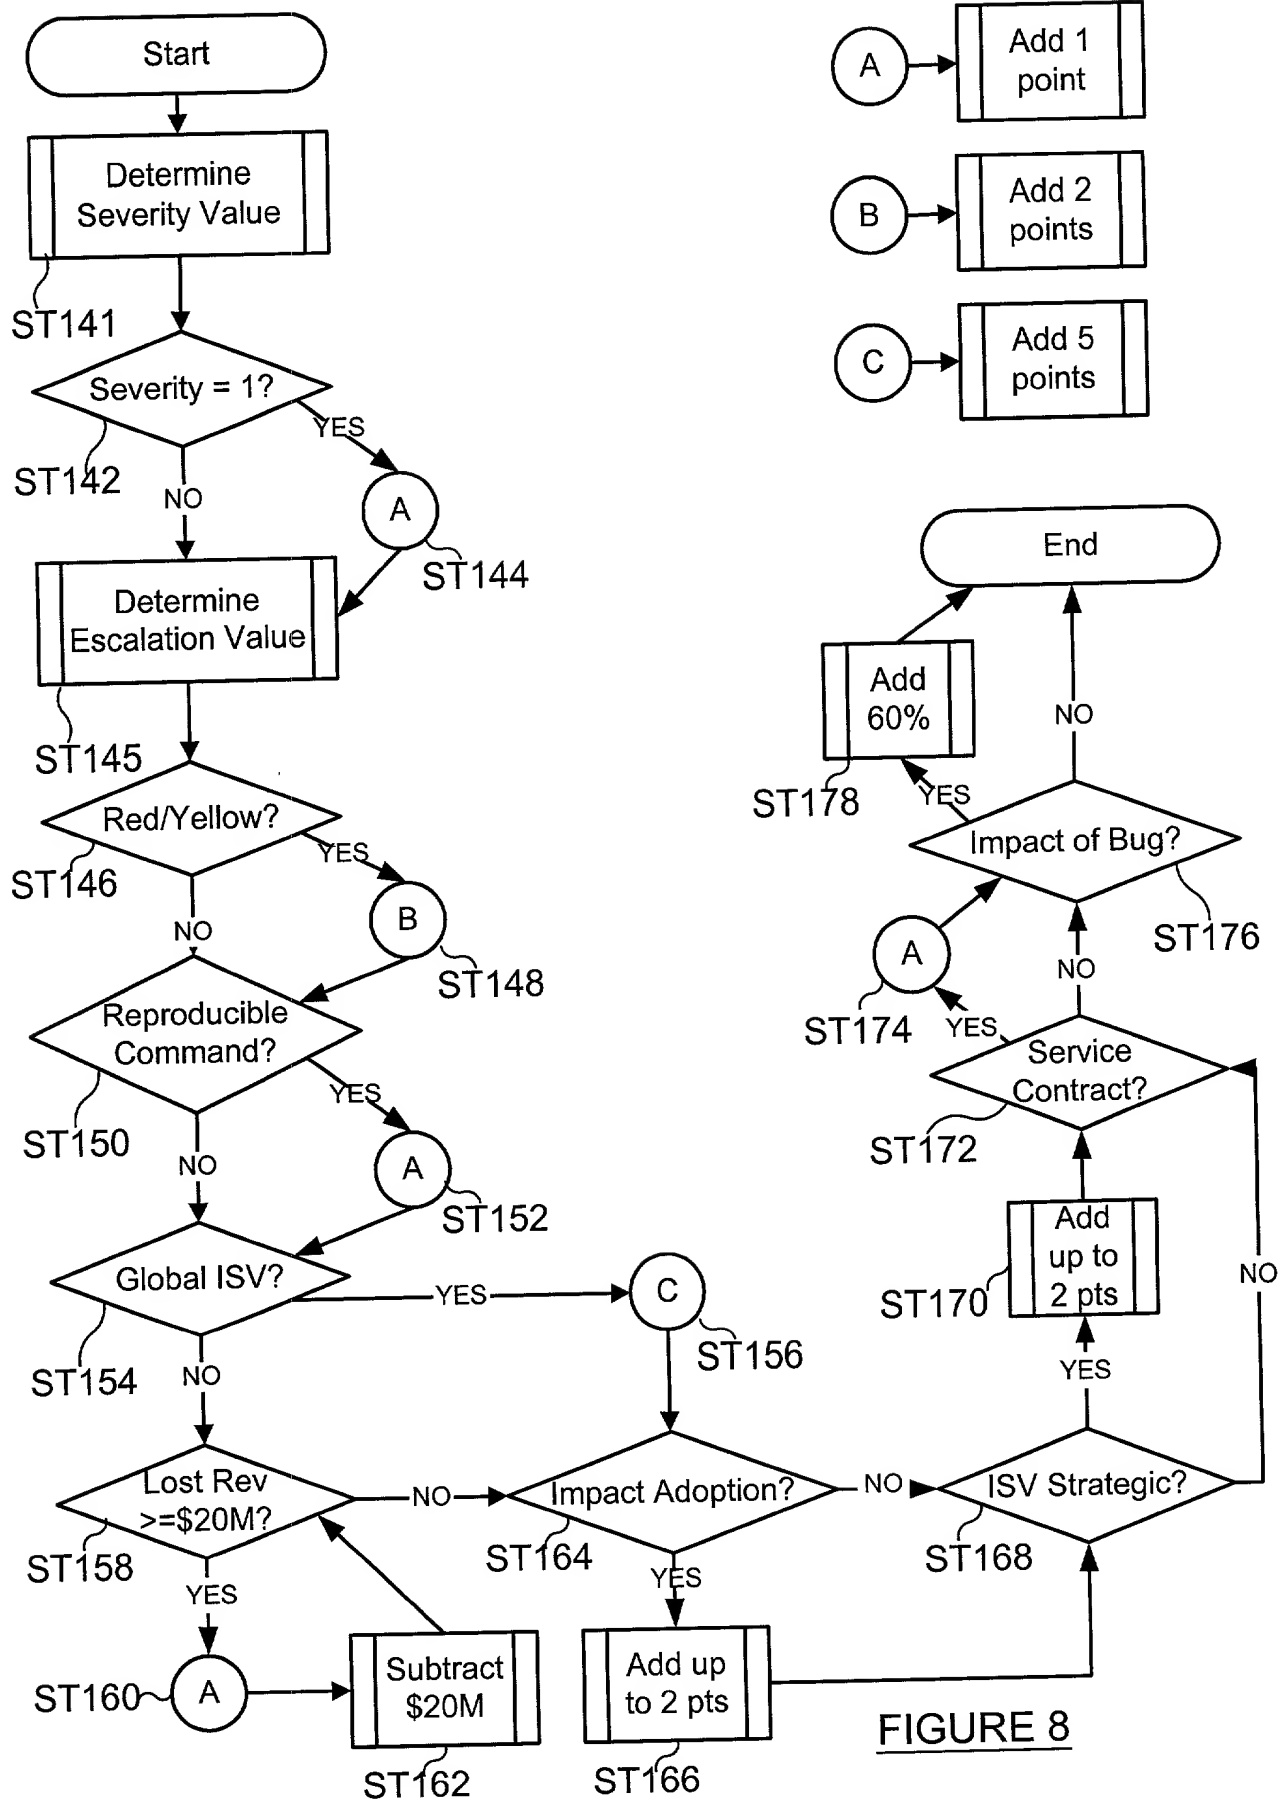 Start
Determine
Severity Value
ST141
Severity = 1?
YES
ST142
NO
A
ST144
Determine
Escalation Value
ST145
Red/Yellow?
YES
ST146
B
NO
ST148
Reproducible
Command?
YES
ST150
NO
A
ST152
Global ISV?
YES
C
ST154
NO
ST156
Lost Rev
>=$20M?
NO
ST158
YES
ST160
A
Subtract
$20M
ST162
Impact Adoption?
NO
ST164
YES
Add up
to 2 pts
ST166
ISV Strategic?
ST168
NO
YES
Add
up to
2 pts
ST170
Service
Contract?
ST172
YES
NO
A
ST174
Impact of Bug?
ST176
YES
NO
Add
60%
ST178
End
A
Add 1
point
B
Add 2
points
C
Add 5
points
FIGURE 8